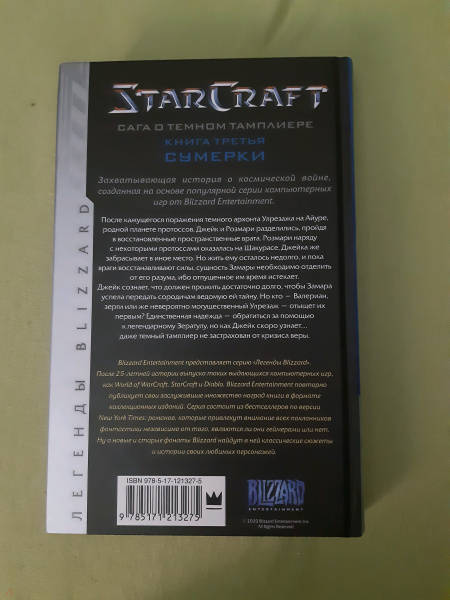 STARCRAFT
САГА О ТЕМНОМ ТАМПЛИЕРЕ
КНИГА ТРЕТЬЯ
СУМЕРКИ
Захватывающая история о космической войне,
созданная на основе популярной серии компьютерных
игр от Blizzard Entertainment.
После кажущегося поражения темного архонта Улрезажа на Айуре,
родной планете протоссов, Джейк и Розмари разделились, пройдя
в восстановленные пространственные врата. Розмари наряду
с некоторыми протоссами оказалась на Шакурасе. Джейка же
забрасывает в иное место. Но жить ему осталось недолго, и пока
враги восстанавливают силы, сущность Замары необходимо отделить
от его разума, ибо отпущенное им время истекает.
Джейк сознает, что должен прожить достаточно долго, чтобы Замара
успела передать сородичам ведомую ей тайну. Но кто — Валериан,
зерги или же невероятно могущественный Улрезаж — отыщет их
первым? Единственная надежда — обратиться за помощью
к легендарному Зератулу, но как Джейк скоро узнает...
даже темный тамплиер не застрахован от кризиса веры.
Blizzard Entertainment представляет серию «Легенды Blizzard».
После 25-летней истории выпуска таких выдающихся компьютерных игр,
как World of WarCraft, StarCraft и Diablo, Blizzard Entertainment повторно
публикует свои заслужившие множество наград книги в формате
коллекционных изданий. Серия состоит из бестселлеров по версии
New York Times, романов, которые привлекут внимание всех поклонников
фантастики независимо от того, являются ли они геймерами или нет.
Ну а новые и старые фанаты Blizzard найдут в ней классические сюжеты
и истории своих любимых персонажей.
ЛЕГЕНДЫ BLIZZARD
ISBN 978-5-17-121327-5
9 785171 213275
BLIZZARD
ENTERTAINMENT
© 2020 Blizzard Entertainment, Inc.
All Rights Reserved.